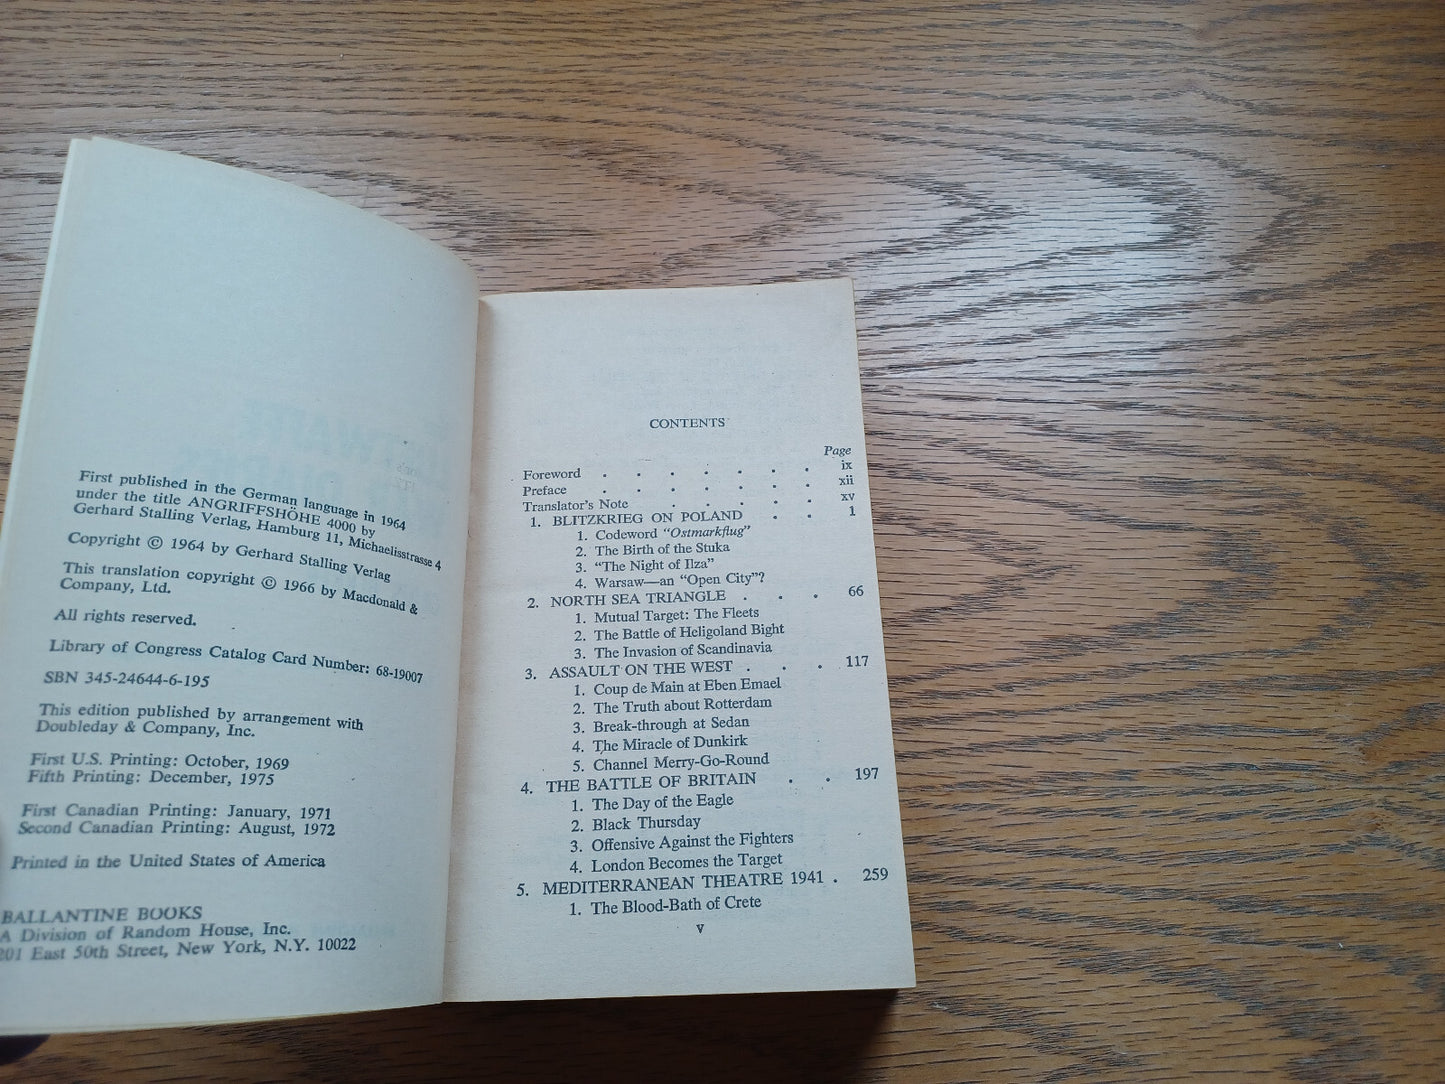 First published in the German language in 1964
under the title ANGRIFFSHÖHE 4000 by
Gerhard Stalling Verlag, Hamburg 11, Michaelisstrasse 4
Copyright © 1964 by Gerhard Stalling Verlag
This translation copyright © 1966 by Macdonald &
Company, Ltd.
All rights reserved.
Library of Congress Catalog Card Number: 68-19007
SBN 345-24644-6-195
This edition published by arrangement with
Doubleday & Company, Inc.
First U.S. Printing: October, 1969
Fifth Printing: December, 1975
First Canadian Printing: January, 1971
Second Canadian Printing: August, 1972
Printed in the United States of America
BALLANTINE BOOKS
A Division of Random House, Inc.
201 East 50th Street, New York, N.Y. 10022
CONTENTS
Page
Foreword . . . . . . . ix
Preface . . . . . . . xii
Translator's Note . . . . . xv
1. BLITZKRIEG ON POLAND . . 1
1. Codeword "Ostmarkflug"
2. The Birth of the Stuka
3. "The Night of Ilza"
4. Warsaw—an "Open City"?
2. NORTH SEA TRIANGLE . . . 66
1. Mutual Target: The Fleets
2. The Battle of Heligoland Bight
3. The Invasion of Scandinavia
3. ASSAULT ON THE WEST . . . 117
1. Coup de Main at Eben Emael
2. The Truth about Rotterdam
3. Break-through at Sedan
4. The Miracle of Dunkirk
5. Channel Merry-Go-Round
4. THE BATTLE OF BRITAIN . . 197
1. The Day of the Eagle
2. Black Thursday
3. Offensive Against the Fighters
4. London Becomes the Target
5. MEDITERRANEAN THEATRE 1941 . 259
1. The Blood-Bath of Crete
v